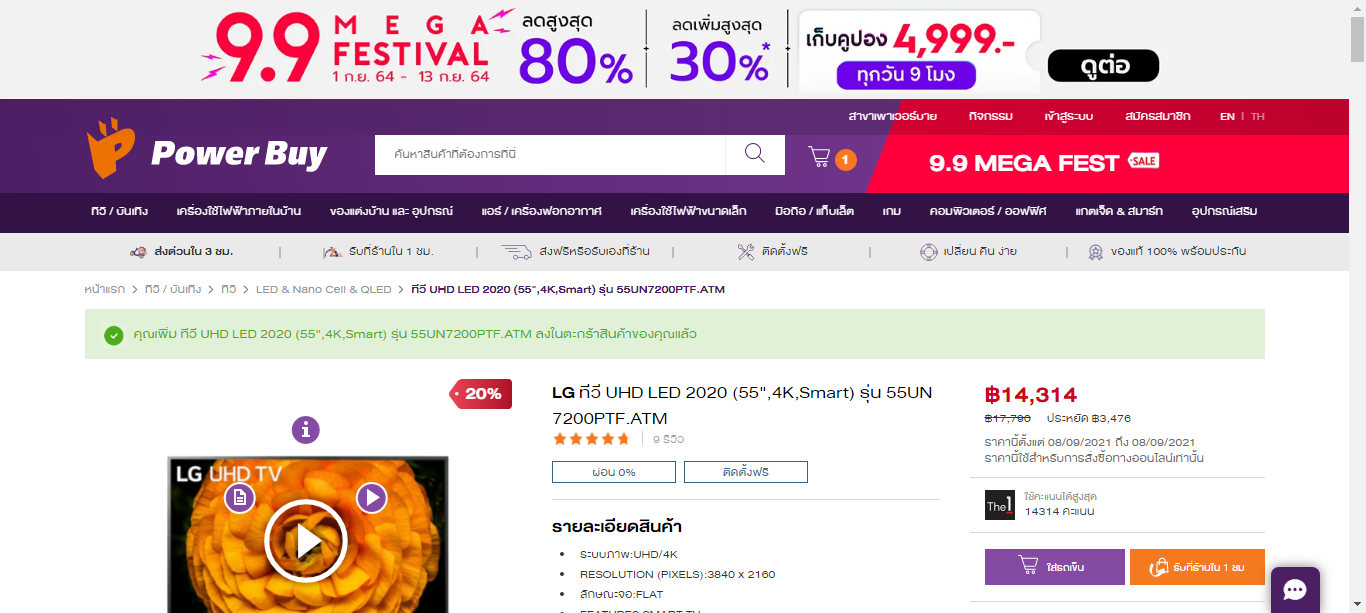 9.9 MEGA FESTIVAL
1 ก.ย. 64 - 13 ก.ย. 64
ลดสูงสุด
80%
ลดเพิ่มสูงสุด
30%*
เก็บคูปอง 4,999.-
ทุกวัน 9 โมง
ดูต่อ
สาขาเพาเวอร์บาย กิจกรรม เข้าสู่ระบบ สมัครสมาชิก EN | TH
Power Buy
ค้นหาสินค้าที่ต้องการที่นี่
1
9.9 MEGA FEST SALE
ทีวี / บันเทิง เครื่องใช้ไฟฟ้าภายในบ้าน ของแต่งบ้าน และ อุปกรณ์ แอร์ / เครื่องฟอกอากาศ เครื่องใช้ไฟฟ้าขนาดเล็ก มือถือ / แท็บเล็ต เกม คอมพิวเตอร์ / ออฟฟิศ แกดเจ็ด & สมาร์ท อุปกรณ์เสริม
ส่งด่วนใน 3 ชม. | รับที่ร้านใน 1 ชม. | ส่งฟรีหรือรับเองที่ร้าน | ติดตั้งฟรี | เปลี่ยน คืน ง่าย | ของแท้ 100% พร้อมประกัน
หน้าแรก > ทีวี / บันเทิง > ทีวี > LED & Nano Cell & QLED > ทีวี UHD LED 2020 (55",4K,Smart) รุ่น 55UN7200PTF.ATM
คุณเพิ่ม ทีวี UHD LED 2020 (55",4K,Smart) รุ่น 55UN7200PTF.ATM ลงในตะกร้าสินค้าของคุณแล้ว
20%
LG UHD TV
LG ทีวี UHD LED 2020 (55",4K,Smart) รุ่น 55UN
7200PTF.ATM
9 รีวิว
ผ่อน 0%
ติดตั้งฟรี
รายละเอียดสินค้า
• ระบบภาพ:UHD/4K
• RESOLUTION (PIXELS):3840 x 2160
• ลักษณะจอ:FLAT
• FEATURES:SMART TV
฿14,314
฿17,790 ประหยัด ฿3,476
ราคานี้ตั้งแต่ 08/09/2021 ถึง 08/09/2021
ราคานี้ใช้สำหรับการสั่งซื้อทางออนไลน์เท่านั้น
The1
ใช้คะแนนได้สูงสุด
14314 คะแนน
ใส่รถเข็น
รับที่ร้านใน 1 ชม